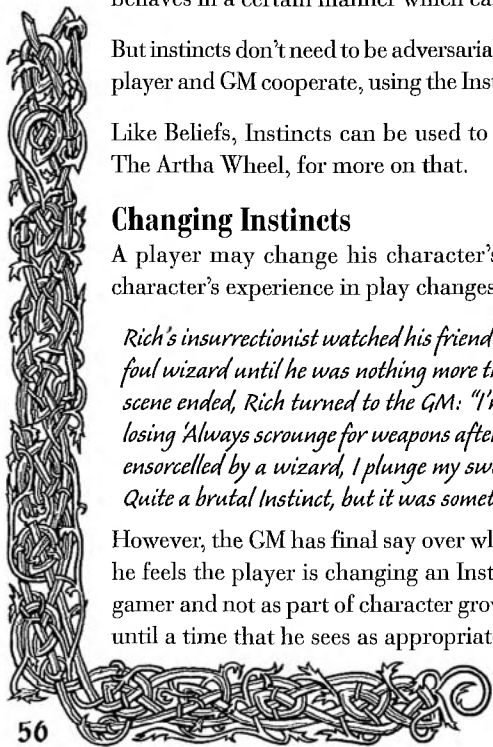 behaves in a certain manner which ca
But instincts don't need to be adversaria
player and GM cooperate, using the Inst
Like Beliefs, Instincts can be used to
The Artha Wheel, for more on that.
Changing Instincts
A player may change his character's
character's experience in play changes
Rich's insurrectionist watched his friend
foul wizard until he was nothing more th
scene ended, Rich turned to the GM: "I'
losing 'Always scrounge for weapons afte
ensorcelled by a wizard, I plunge my sw
Quite a brutal Instinct, but it was somet
However, the GM has final say over wh
he feels the player is changing an Inst
gamer and not as part of character grov
until a time that he sees as appropriat
56